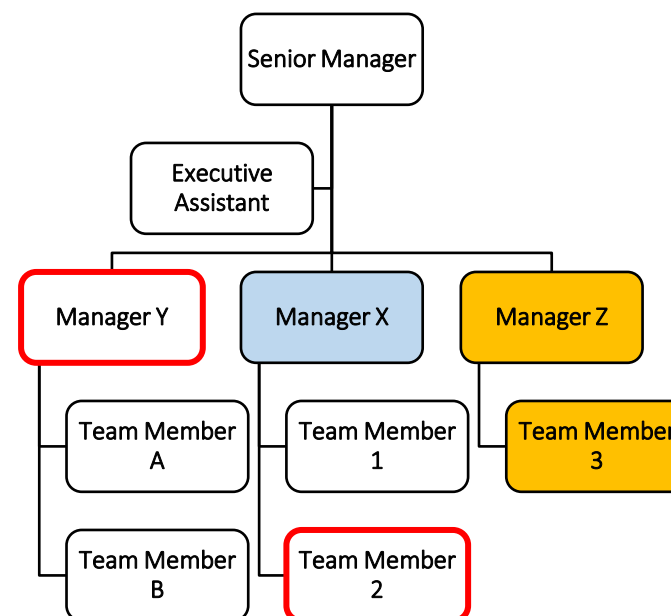 Senior Manager
Executive
Assistant
Manager Y
Manager X
Manager Z
Team Member
A
Team Member
1
Team Member
3
Team Member
B
Team Member
2